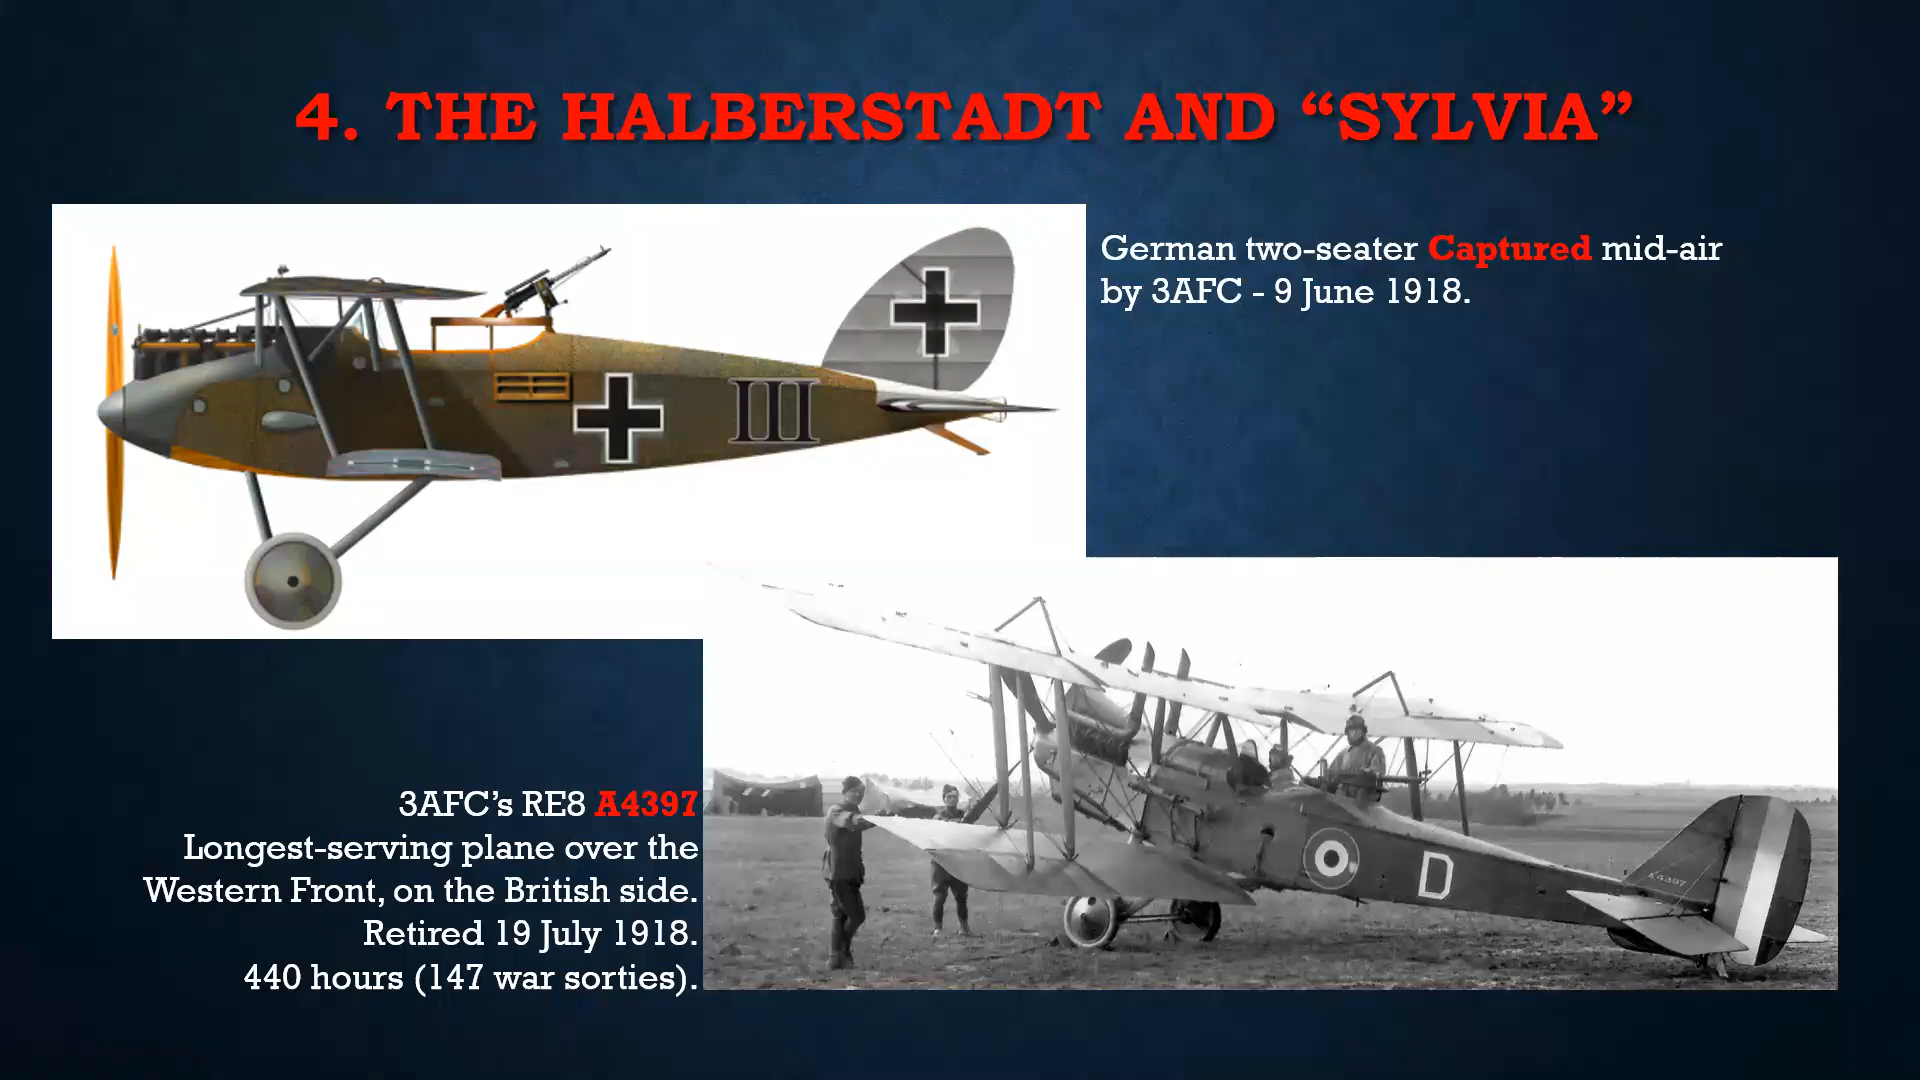 4. THE HALBERSTADT AND “SYLVIA”
German two-seater Captured mid-air
by 3AFC - 9 June 1918.
III
3AFC’s RE8 A4397
Longest-serving plane over the
Western Front, on the British side.
Retired 19 July 1918.
440 hours (147 war sorties).
D
A4397